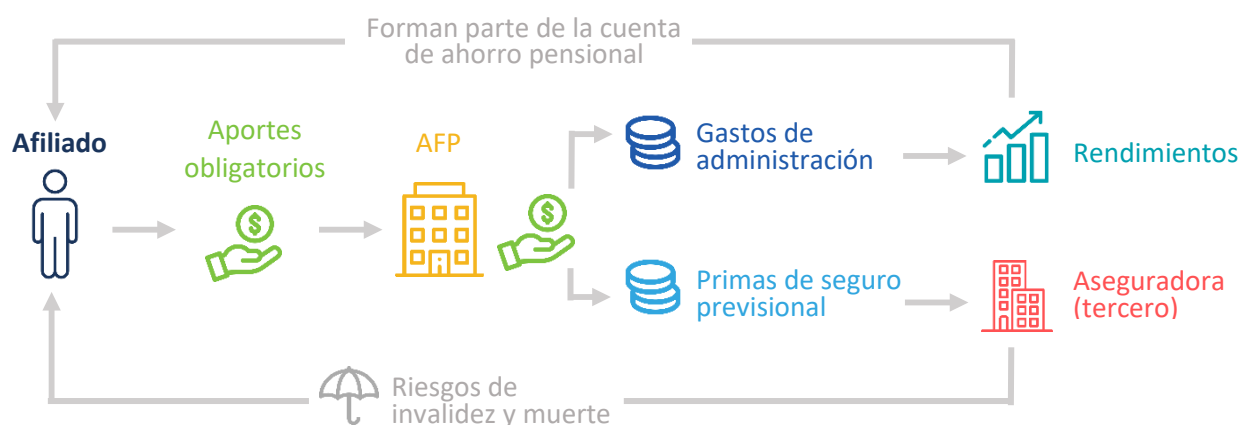 Forman parte de la cuenta
de ahorro pensional
Afiliado
Aportes
obligatorios
AFP
Gastos de
administración
Rendimientos
Primas de seguro
previsional
Aseguradora
(tercero)
Riesgos de
invalidez y muerte